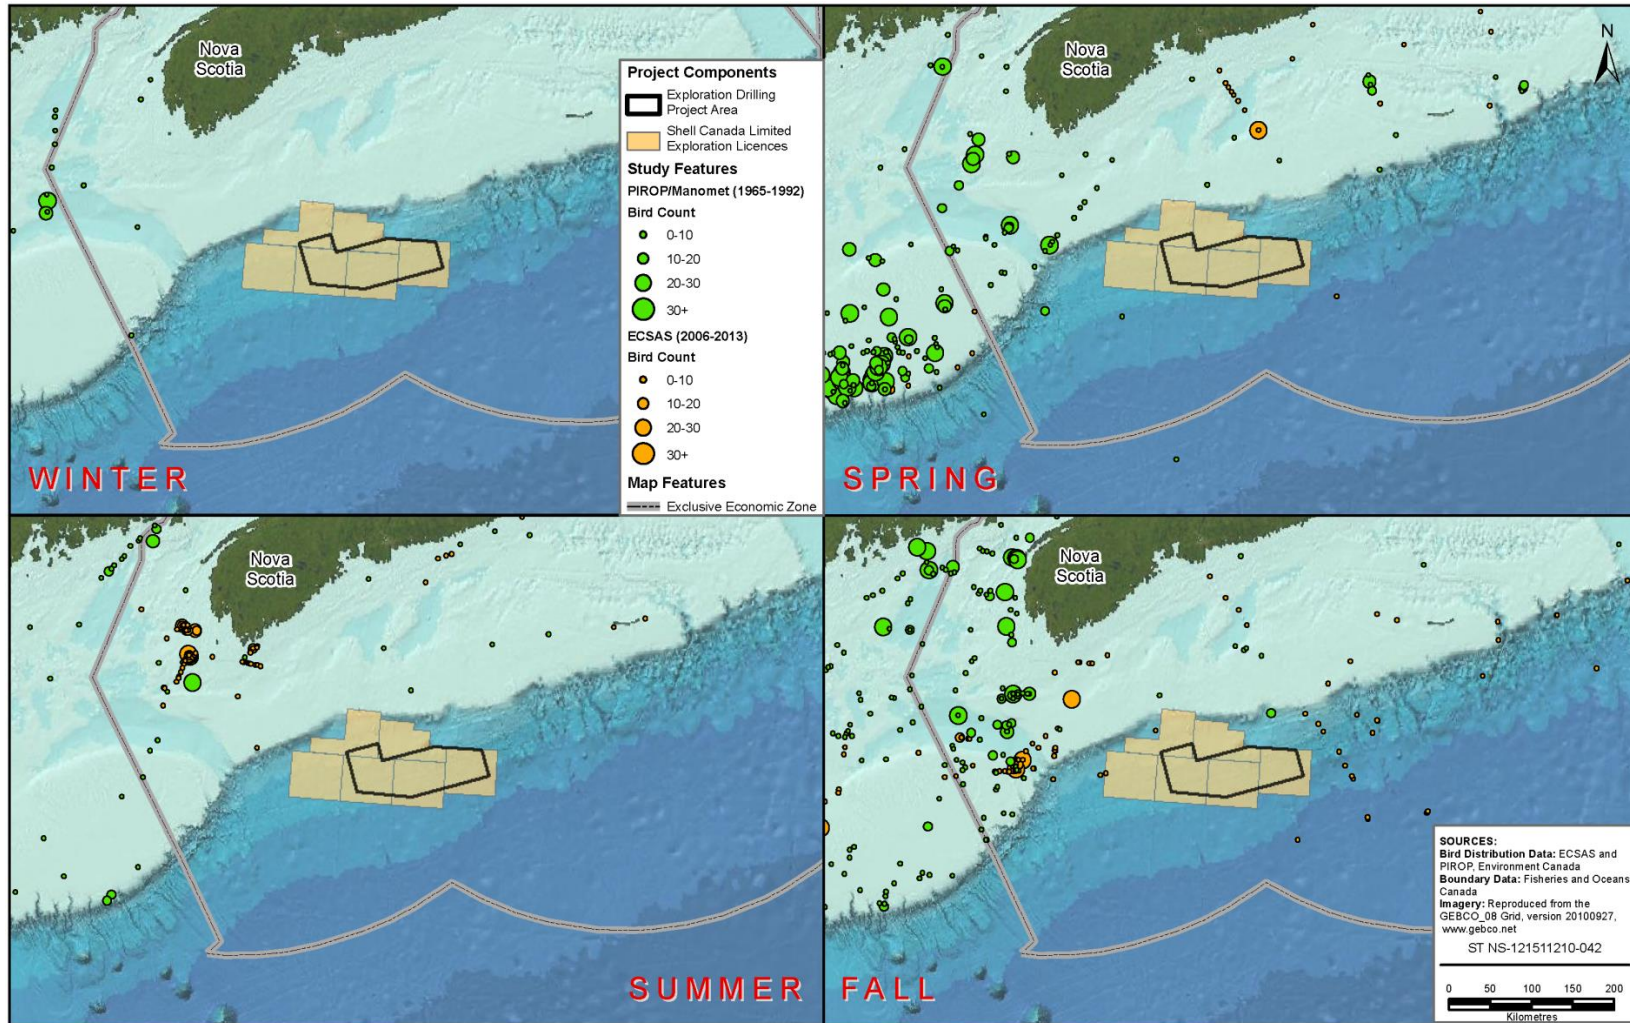 Nova
Scotia
Project Components
Exploration Drilling
Project Area
Shell Canada Limited
Exploration Licences
Study Features
PIROP/Manomet (1965-1992)
Bird Count
0-10
10-20
20-30
30+
ECSAS (2006-2013)
Bird Count
0-10
10-20
20-30
30+
Map Features
Exclusive Economic Zone
WINTER
N
SPRING
Nova
Scotia
SUMMER
Nova
Scotia
FALL
SOURCES:
Bird Distribution Data: ECSAS and
PIROP, Environment Canada
Boundary Data: Fisheries and Oceans
Canada
Imagery: Reproduced from the
GEBCO_08 Grid, version 20100927,
www.gebco.net
ST NS-121511210-042
0 50 100 150 200
Kilometres